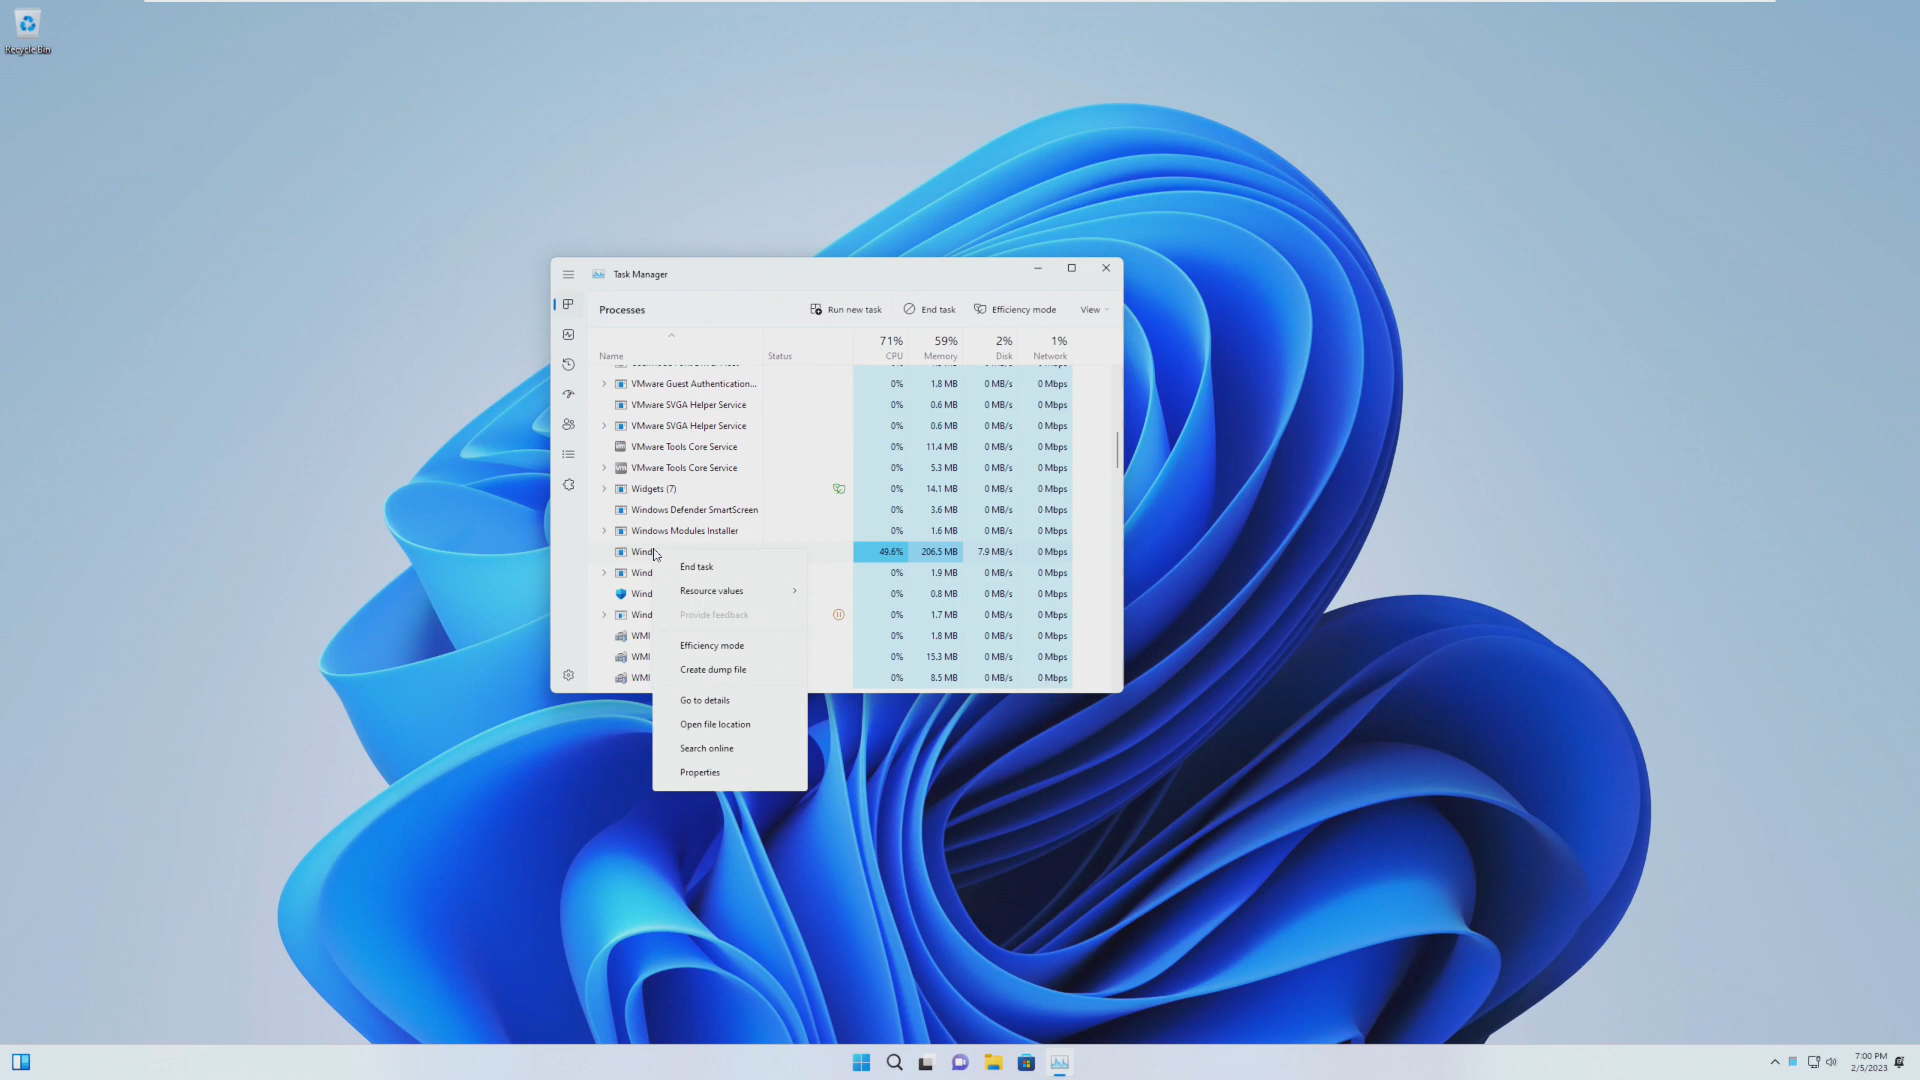 Recycle Bin
Task Manager
Processes
Run new task
End task
Efficiency mode
View
71%
59%
2%
1%
Name
Status
CPU
Memory
Disk
Network
VMware Guest Authentication...
0%
1.8 MB
0 MB/s
0 Mbps
VMware SVGA Helper Service
0%
0.6 MB
0 MB/s
0 Mbps
VMware SVGA Helper Service
0%
0.6 MB
0 MB/s
0 Mbps
VMware Tools Core Service
0%
11.4 MB
0 MB/s
0 Mbps
VMware Tools Core Service
0%
5.3 MB
0 MB/s
0 Mbps
Widgets (7)
0%
14.1 MB
0 MB/s
0 Mbps
Windows Defender SmartScreen
0%
3.6 MB
0 MB/s
0 Mbps
Windows Modules Installer
0%
1.6 MB
0 MB/s
0 Mbps
Wind
49.6%
206.5 MB
7.9 MB/s
0 Mbps
Wind
0%
1.9 MB
0 MB/s
0 Mbps
Wind
0%
0.8 MB
0 MB/s
0 Mbps
Wind
0%
1.7 MB
0 MB/s
0 Mbps
WMI
0%
1.8 MB
0 MB/s
0 Mbps
WMI
0%
15.3 MB
0 MB/s
0 Mbps
WMI
0%
8.5 MB
0 MB/s
0 Mbps
End task
Resource values
Provide feedback
Efficiency mode
Create dump file
Go to details
Open file location
Search online
Properties
7:00 PM
2/5/2023